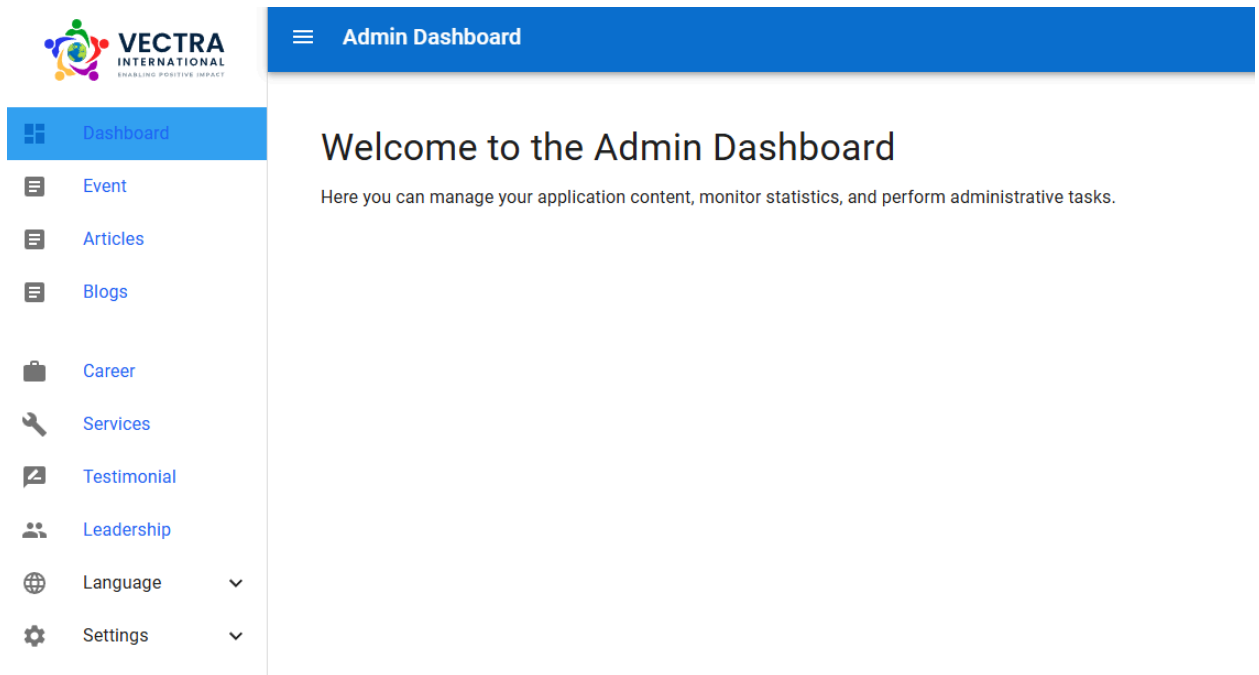 VECTRA
INTERNATIONAL
ENABLING POSITIVE IMPACT
Admin Dashboard
Dashboard
Event
Articles
Blogs
Career
Services
Testimonial
Leadership
Language
Settings
Welcome to the Admin Dashboard
Here you can manage your application content, monitor statistics, and perform administrative tasks.